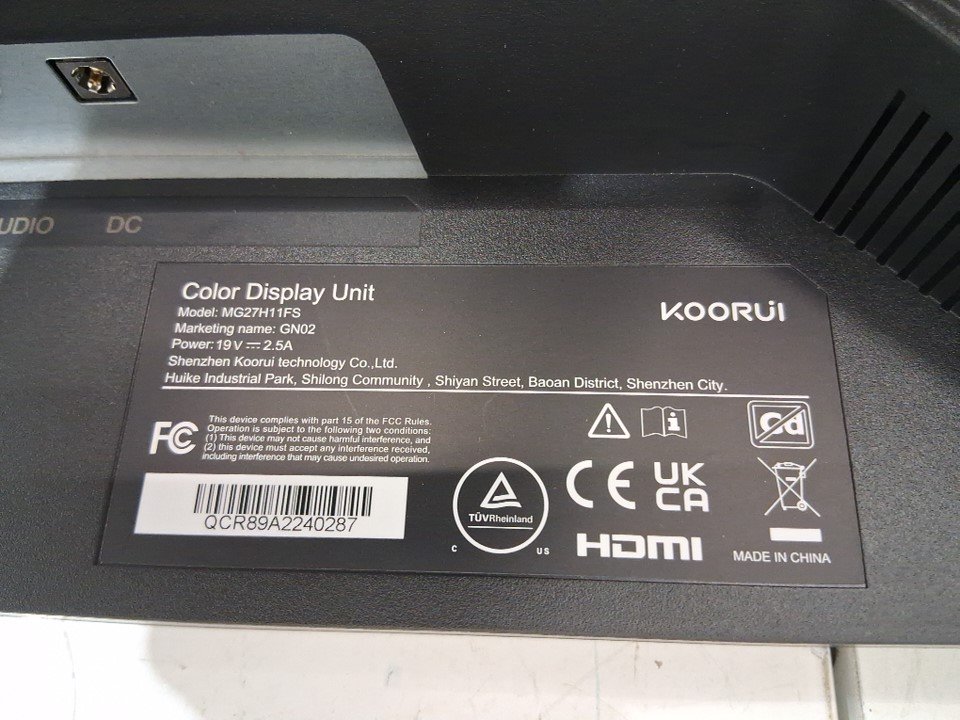 UDIO DC
Color Display Unit
KOORUI
Model: MG27H11FS
Marketing name: GN02
Power: 19V ⎓ 2.5A
Shenzhen Koorui technology Co.,Ltd.
Huike Industrial Park, Shilong Community , Shiyan Street, Baoan District, Shenzhen City.
FC
This device complies with part 15 of the FCC Rules.
Operation is subject to the following two conditions:
(1) This device may not cause harmful interference, and
(2) this device must accept any interference received,
including interference that may cause undesired operation.
i
Cd
QCR89A2240287
TÜVRheinland
C US
CE
UK
CA
HDMI
MADE IN CHINA